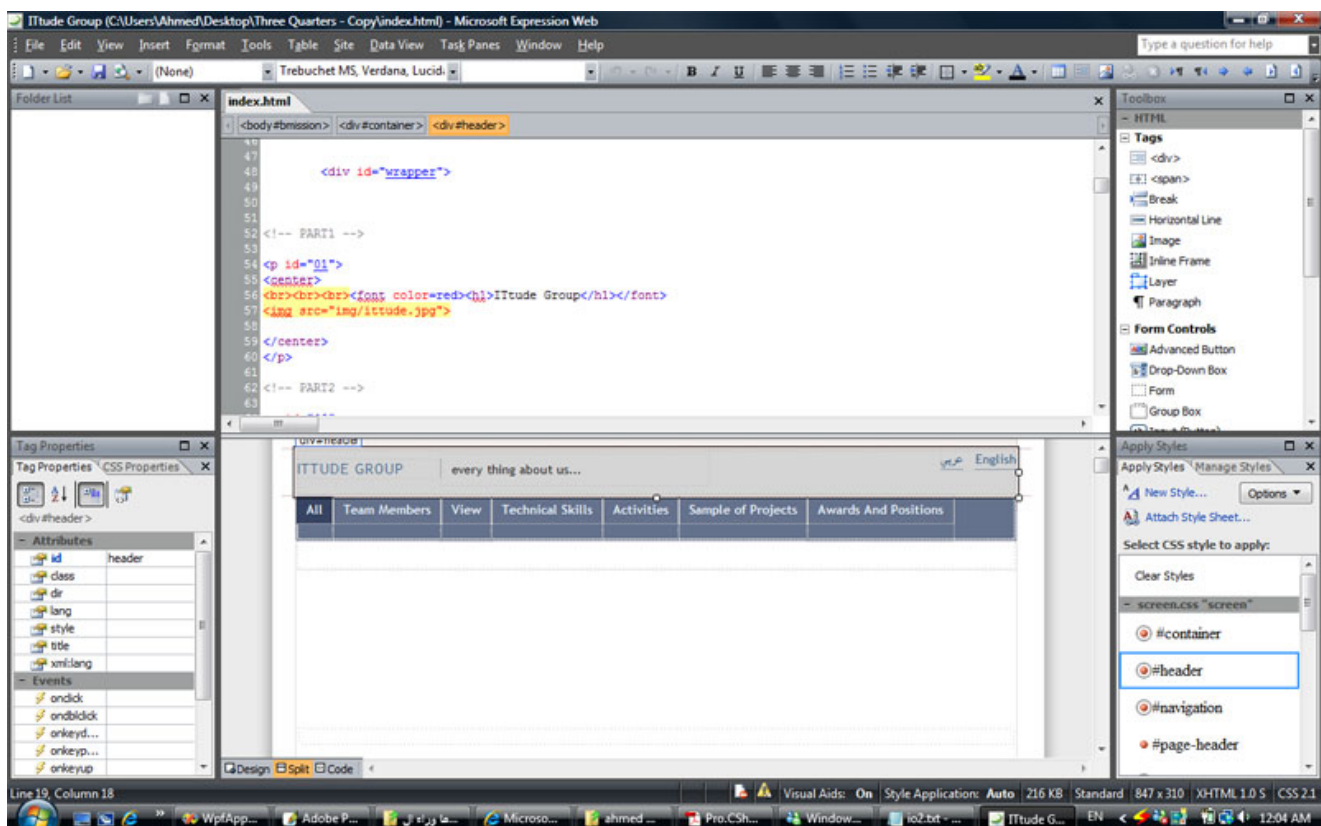 ITtude Group (C:\Users\Ahmed\Desktop\Three Quarters - Copy\index.html) - Microsoft Expression Web
File Edit View Insert Format Tools Table Site Data View Task Panes Window Help
Type a question for help
(None) Trebuchet MS, Verdana, Lucid
B I U
Folder List
index.html
<body#bmission> <div#container> <div#header>
46
47
48 <div id="wrapper">
49
50
51
52 <!-- PART1 -->
53
54 <p id="01">
55 <center>
56 <br><br><br><font color=red><h1>ITtude Group</h1></font>
57 <img src="img/ittude.jpg">
58
59 </center>
60 </p>
61
62 <!-- PART2 -->
63
Toolbox
HTML
Tags
<div>
<span>
Break
Horizontal Line
Image
Inline Frame
Layer
Paragraph
Form Controls
Advanced Button
Drop-Down Box
Form
Group Box
Input (Button)
Tag Properties
Tag Properties CSS Properties
<div#header>
Attributes
id header
class
dir
lang
style
title
xml:lang
Events
onclick
ondblclick
onkeyd...
onkeyp...
onkeyup
div#header
ITTUDE GROUP every thing about us... عربي English
All Team Members View Technical Skills Activities Sample of Projects Awards And Positions
Design Split Code
Apply Styles
Apply Styles Manage Styles
New Style... Options
Attach Style Sheet...
Select CSS style to apply:
Clear Styles
screen.css "screen"
#container
#header
#navigation
#page-header
Line 19, Column 18
Visual Aids: On Style Application: Auto 216 KB Standard 847 x 310 XHTML 1.0 S CSS 2.1
WpfApp... Adobe P... ها وراء ال... Microso... ahmed ... Pro.CSh... Window... io2.txt - ... ITtude G... EN 12:04 AM